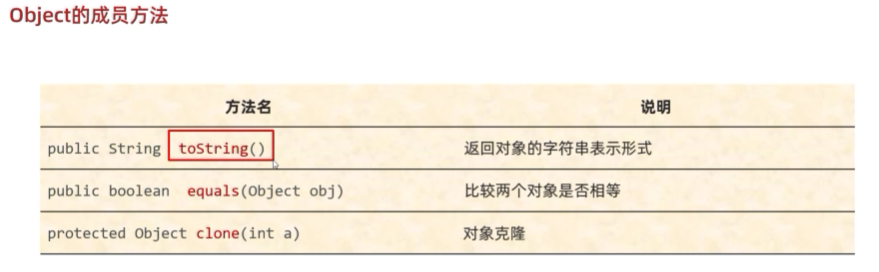 Object的成员方法
方法名 说明
public String toString() 返回对象的字符串表示形式
public boolean equals(Object obj) 比较两个对象是否相等
protected Object clone(int a) 对象克隆